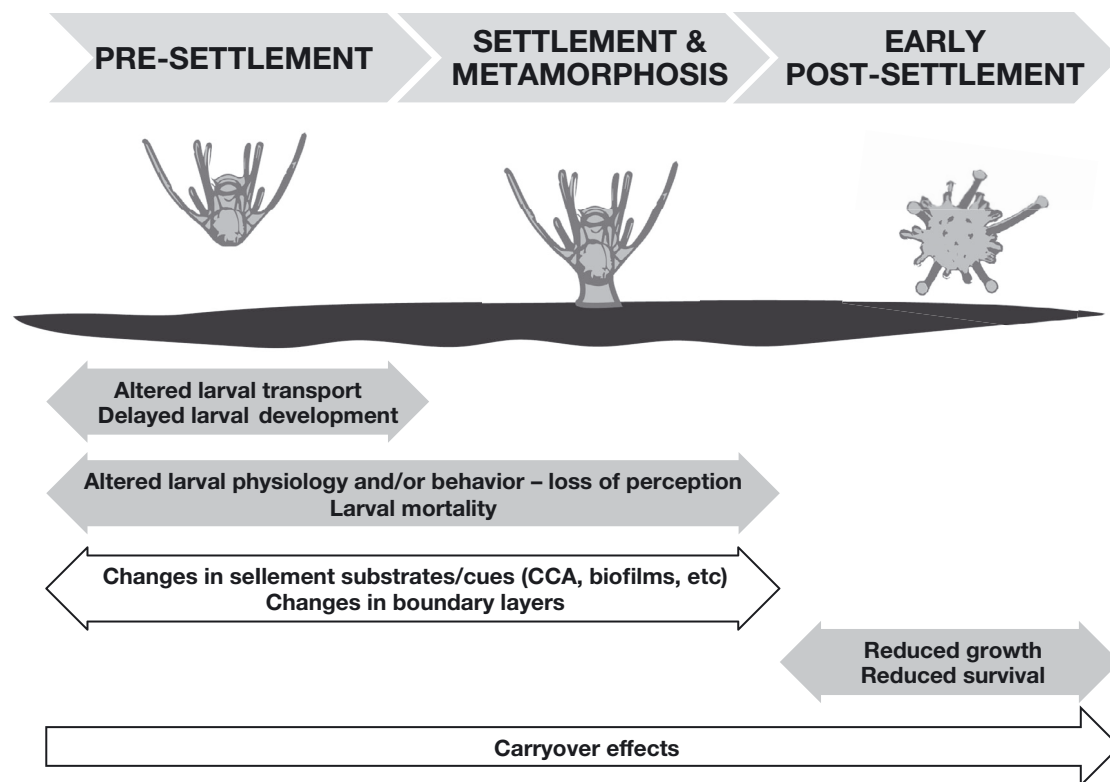 PRE-SETTLEMENT
SETTLEMENT &
METAMORPHOSIS
EARLY
POST-SETTLEMENT
Altered larval transport
Delayed larval development
Altered larval physiology and/or behavior – loss of perception
Larval mortality
Changes in sellement substrates/cues (CCA, biofilms, etc)
Changes in boundary layers
Reduced growth
Reduced survival
Carryover effects